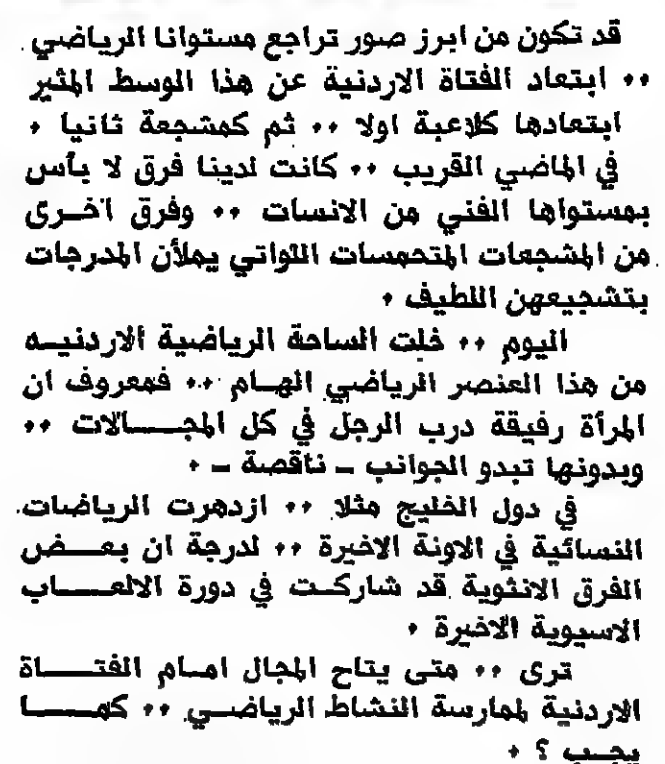 قد تكون من ابرز صور تراجع مستوانا الرياضي .
.. ابتعاد الفتاة الاردنية عن هذا الوسط المثير
ابتعادها كلاعبة اولا .. ثم كمشجعة ثانيا .
في الماضي القريب .. كانت لدينا فرق لا بأس
بمستواها الفني من الانسات .. وفرق اخرى
من المشجعات المتحمسات اللواتي يملأن المدرجات
بتشجيعهن اللطيف .
اليوم .. خلت الساحة الرياضية الاردنيه
من هذا العنصر الرياضي الهام .. فمعروف ان
المرأة رفيقة درب الرجل في كل المجالات ..
وبدونها تبدو الجوانب ـ ناقصة ـ .
في دول الخليج مثلا .. ازدهرت الرياضات
النسائية في الاونة الاخيرة .. لدرجة ان بعض
الفرق الانثوية قد شاركت في دورة الالعاب
الاسيوية الاخيرة .
ترى .. متى يتاح المجال امام الفتاة
الاردنية لممارسة النشاط الرياضي .. كما
يجب ؟ .